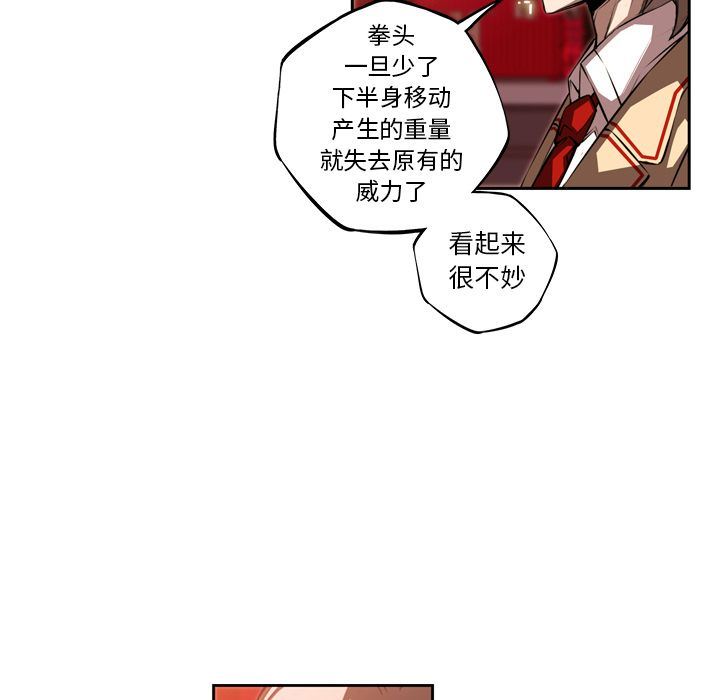 拳头
一旦少了
下半身移动
产生的重量
就失去原有的
威力了
看起来
很不妙